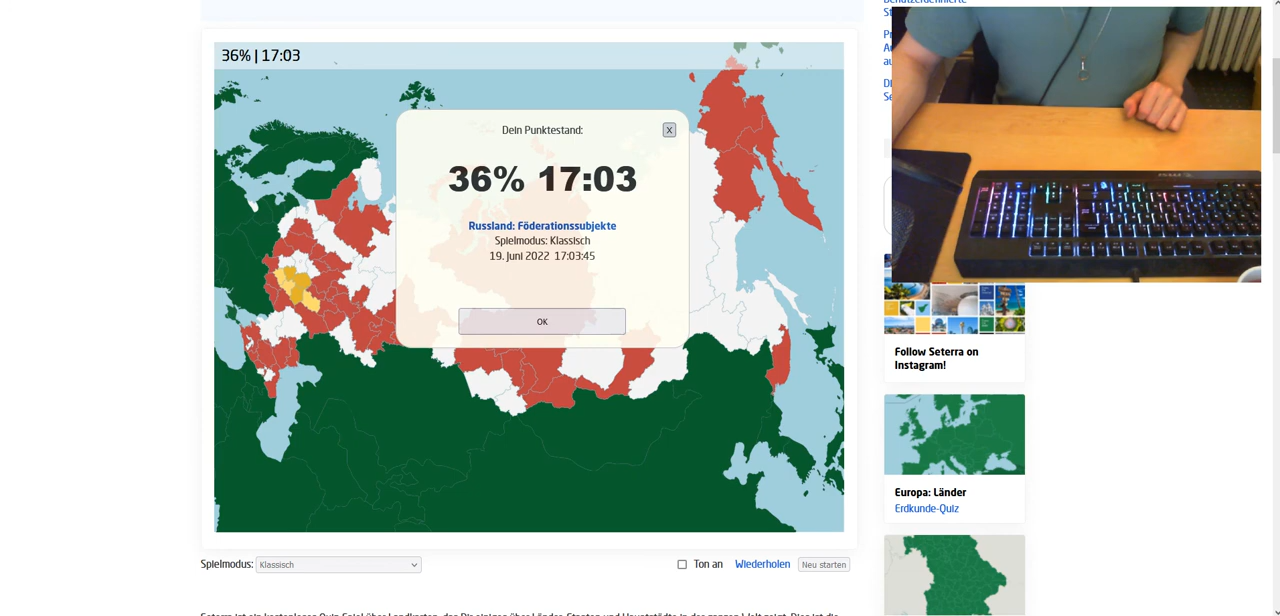 36% | 17:03
Dein Punktestand:
X
36% 17:03
Russland: Föderationssubjekte
Spielmodus: Klassisch
19. Juni 2022 17:03:45
OK
Follow Seterra on
Instagram!
Europa: Länder
Erdkunde-Quiz
Spielmodus: Klassisch
Ton an Wiederholen Neu starten